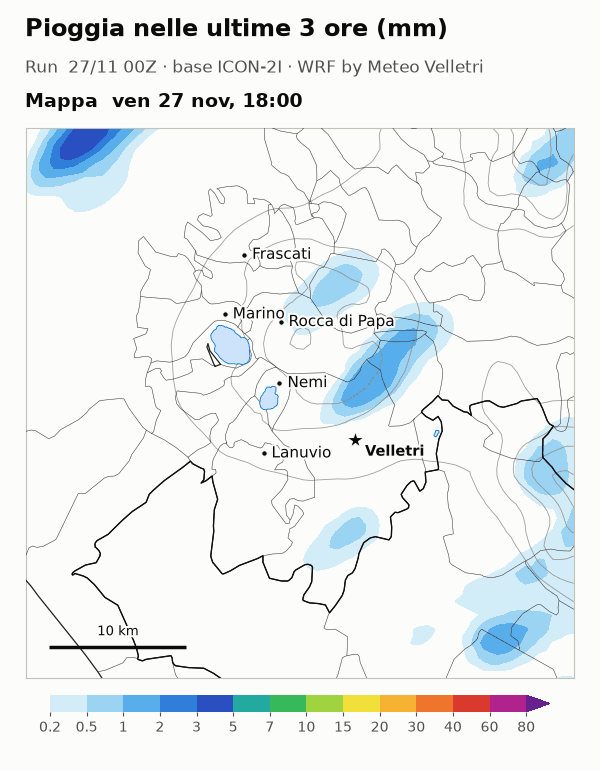 Pioggia nelle ultime 3 ore (mm)
Run  27/11 00Z · base ICON-2I · WRF by Meteo Velletri
Mappa  ven 27 nov, 18:00
Frascati
Marino
Rocca di Papa
Nemi
Velletri
Lanuvio
10 km
0.2 0.5 1 2 3 5 7 10 15 20 30 40 60 80